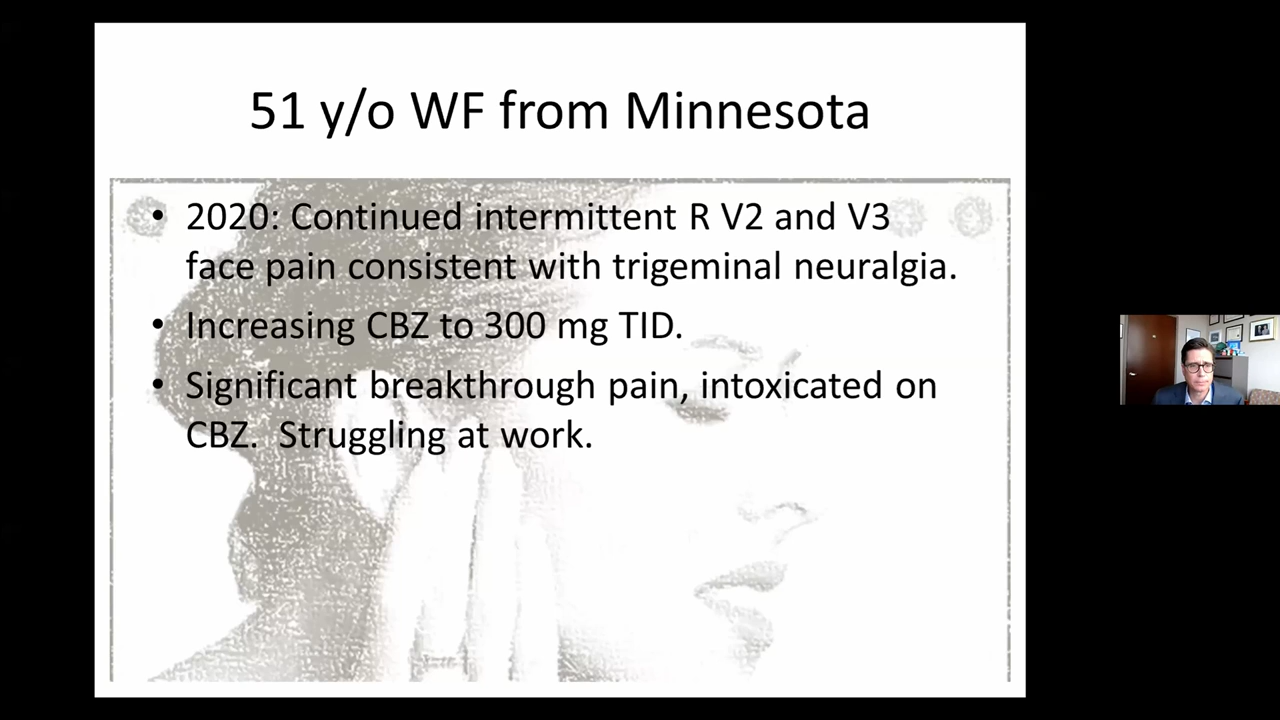 51 y/o WF from Minnesota
• 2020: Continued intermittent R V2 and V3
face pain consistent with trigeminal neuralgia.
• Increasing CBZ to 300 mg TID.
• Significant breakthrough pain, intoxicated on
CBZ.  Struggling at work.